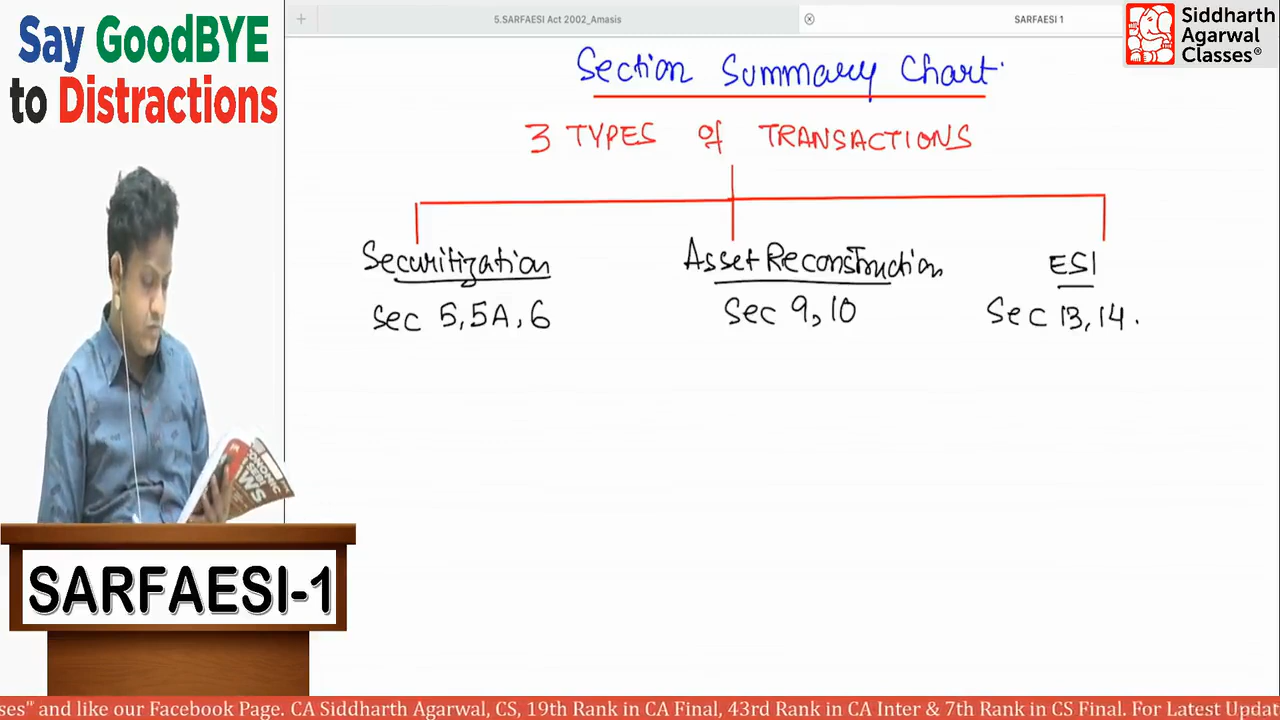 Say GoodBYE
to Distractions
5.SARFAESI Act 2002_Amasis
SARFAESI 1
Siddharth
Agarwal
Classes®
Section Summary Chart
3 TYPES of TRANSACTIONS
Securitization
Sec 5,5A,6
Asset Reconstruction
Sec 9,10
ESI
Sec 13,14.
SARFAESI-1
ses" and like our Facebook Page. CA Siddharth Agarwal, CS, 19th Rank in CA Final, 43rd Rank in CA Inter & 7th Rank in CS Final. For Latest Updat